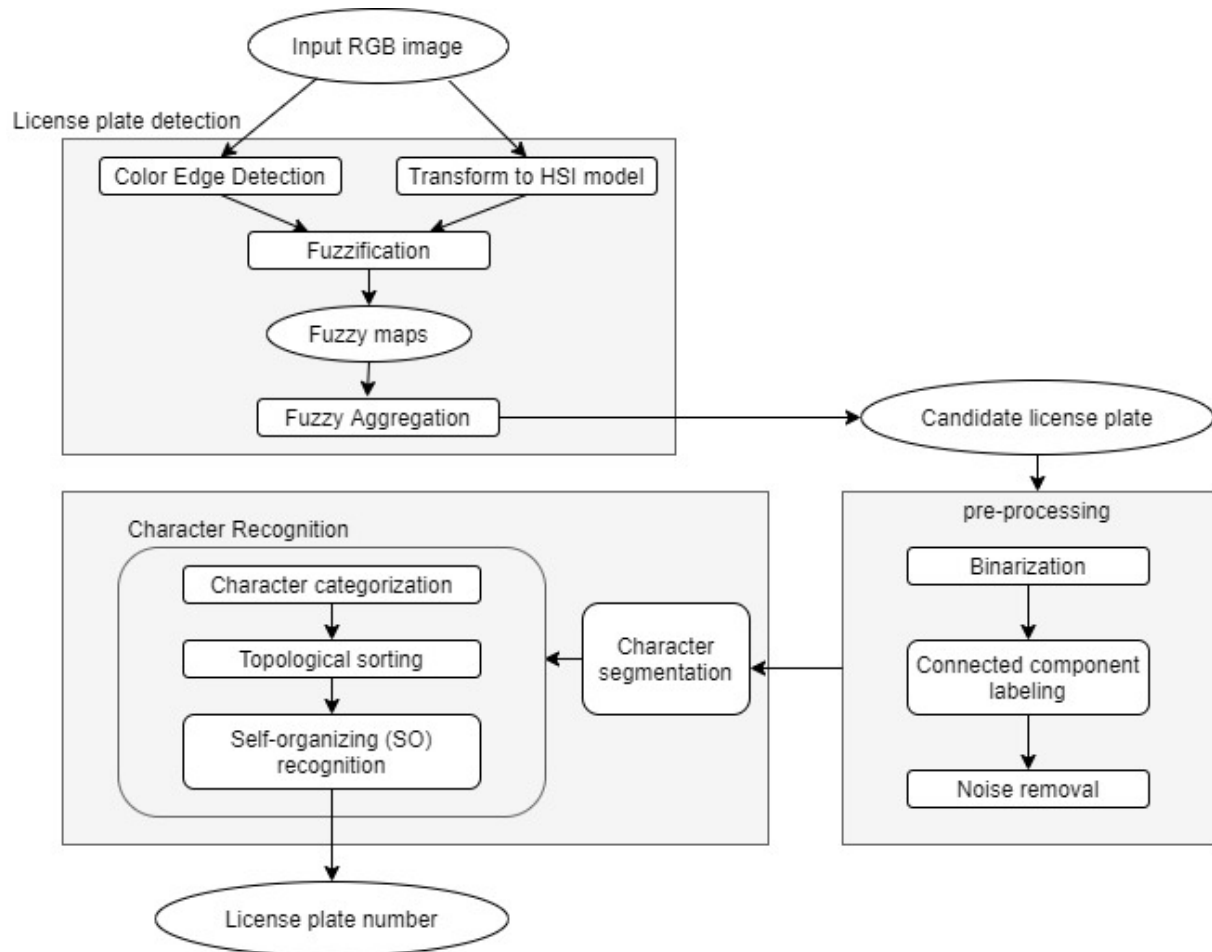 Input RGB image
License plate detection
Color Edge Detection
Transform to HSI model
Fuzzification
Fuzzy maps
Fuzzy Aggregation
Candidate license plate
pre-processing
Binarization
Connected component
labeling
Noise removal
Character
segmentation
Character Recognition
Character categorization
Topological sorting
Self-organizing (SO)
recognition
License plate number